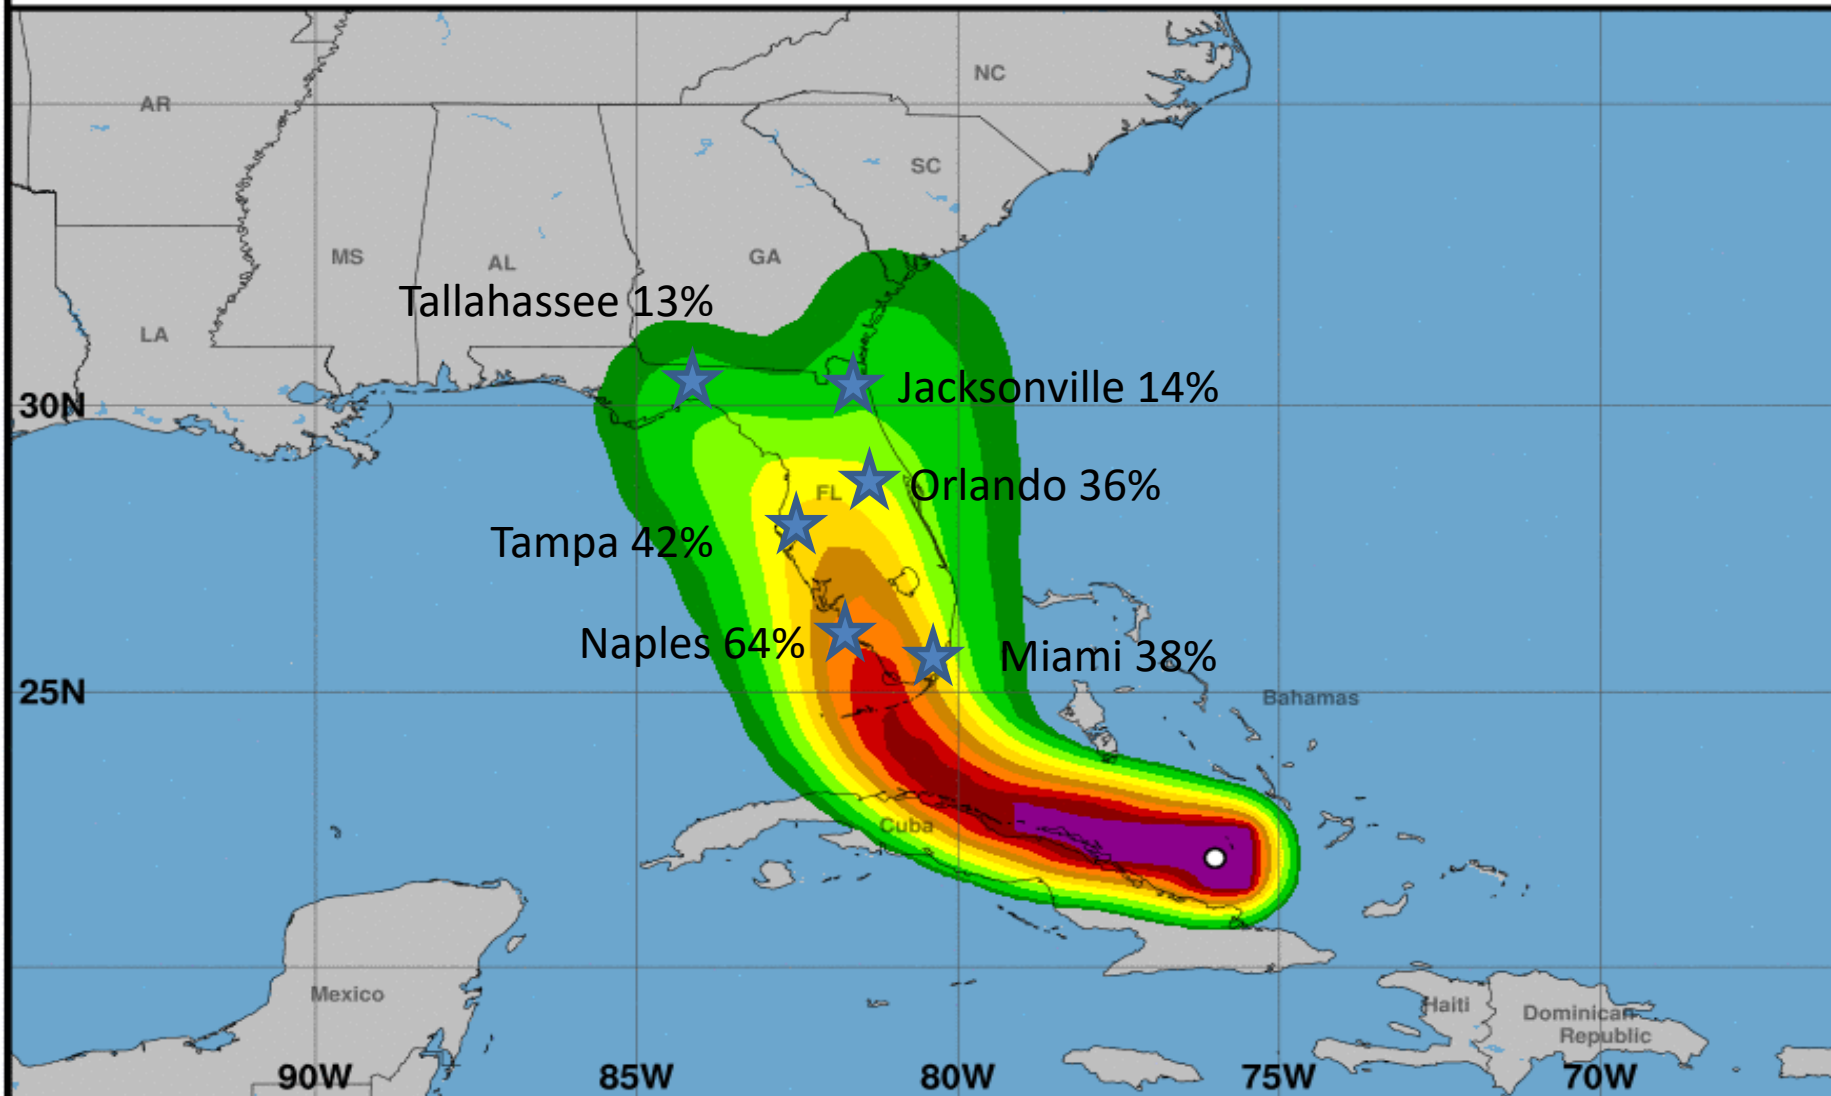 NC
AR
SC
MS
AL
GA
Tallahassee 13%
LA
Jacksonville 14%
30N
Orlando 36%
FL
Tampa 42%
Naples 64%
Miami 38%
25N
Bahamas
Cuba
Mexico
Haiti
Dominican
Republic
90W
85W
80W
75W
70W